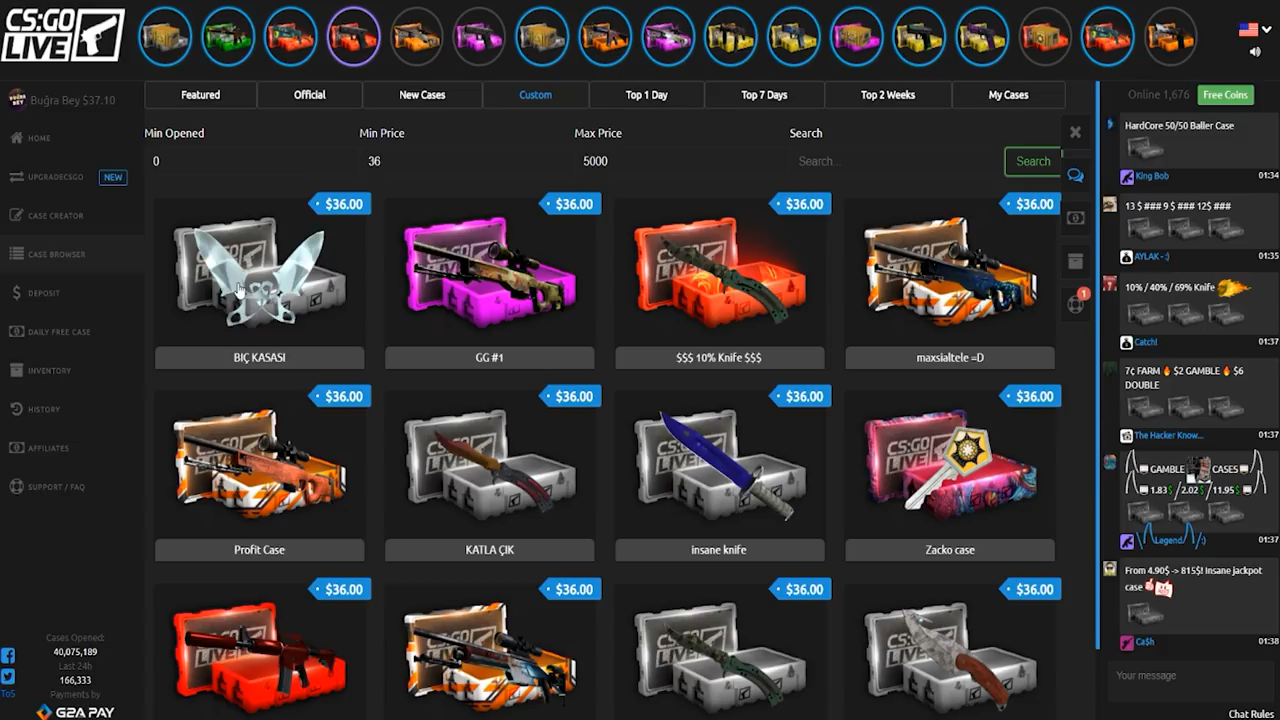 CS:GO
LIVE
Buğra Bey $37.10
HOME
UPGRADECSGO NEW
CASE CREATOR
CASE BROWSER
DEPOSIT
DAILY FREE CASE
INVENTORY
HISTORY
AFFILIATES
SUPPORT / FAQ
Cases Opened:
40,075,189
Last 24h
166,333
Payments by
G2A PAY
ToS
Featured Official New Cases Custom Top 1 Day Top 7 Days Top 2 Weeks My Cases
Min Opened Min Price Max Price Search
0 36 5000 Search... Search
$36.00 $36.00 $36.00 $36.00
BIÇ KASASI GG #1 $$$ 10% Knife $$$ maxsialtele =D
$36.00 $36.00 $36.00 $36.00
Profit Case KATLA ÇIK insane knife Zacko case
$36.00 $36.00 $36.00 $36.00
1
Online 1,676 Free Coins
HardCore 50/50 Baller Case
King Bob 01:34
13 $ ### 9 $ ### 12$ ###
AYLAK -:) 01:35
10% / 40% / 69% Knife
Catch! 01:37
7¢ FARM 🔥 $2 GAMBLE 🔥 $6
DOUBLE
The Hacker Know... 01:37
GAMBLE CASES
1.83$ / 2.02$ / 11.95$
Legend 01:37
From 4.90$ -> 815$! Insane jackpot
case
Ca$h 01:38
Your message
Chat Rules